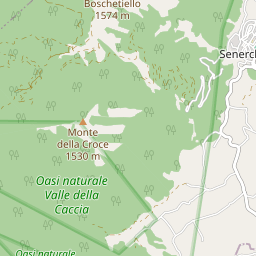 Boschetiello
1574 m
Senerch
Monte
della Croce
1530 m
Oasi naturale
Valle della
Caccia
Oasi naturale